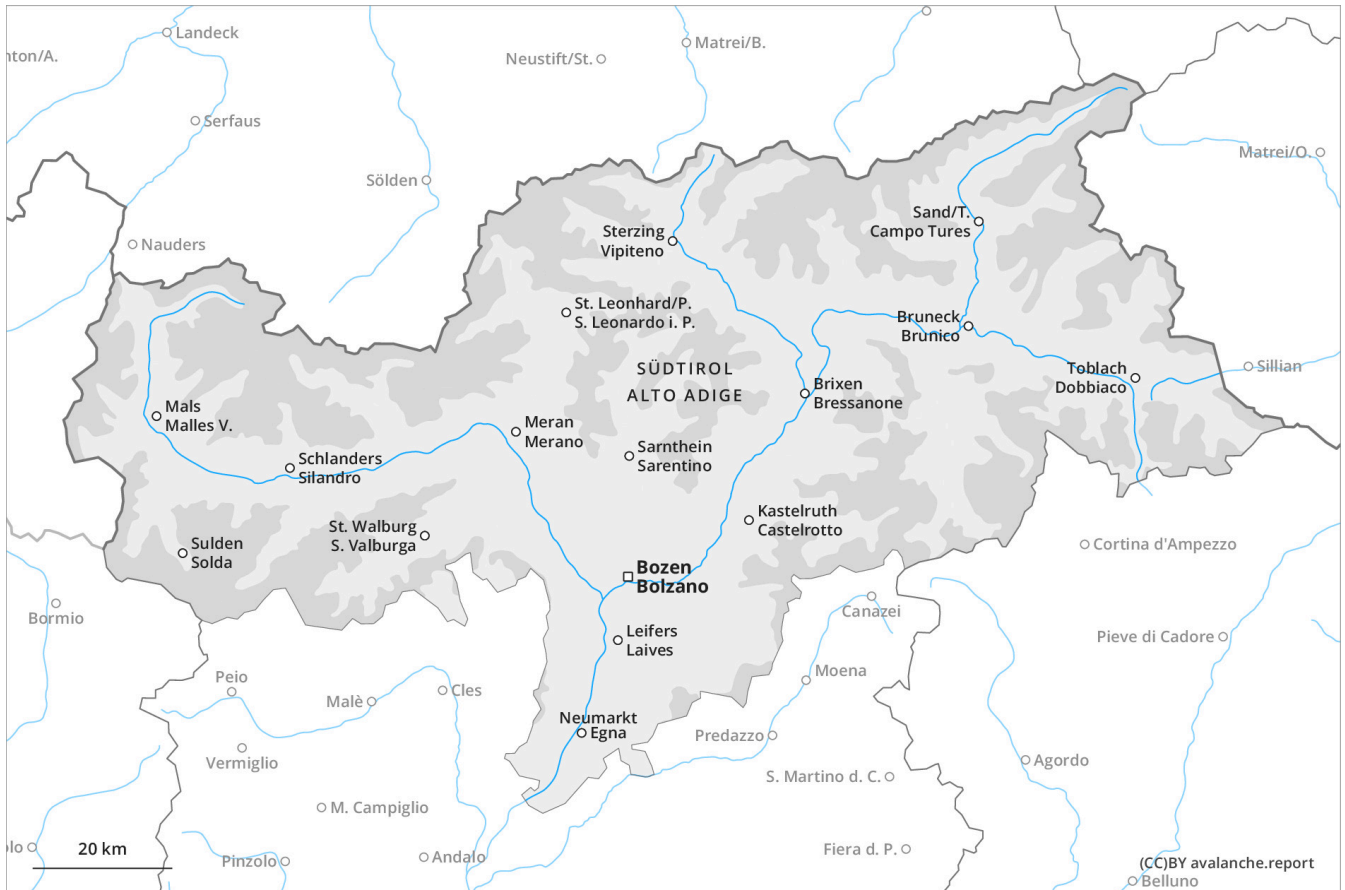 Landeck
nton/A.
Neustift/St.
Matrei/B.
Serfaus
Matrei/O.
Sölden
Nauders
Sand/T.
Campo Tures
Sterzing
Vipiteno
St. Leonhard/P.
S. Leonardo i. P.
Bruneck
Brunico
SÜDTIROL
ALTO ADIGE
Toblach
Dobbiaco
Sillian
Brixen
Bressanone
Mals
Malles V.
Meran
Merano
Schlanders
Silandro
Sarnthein
Sarentino
Kastelruth
Castelrotto
St. Walburg
S. Valburga
Sulden
Solda
Cortina d'Ampezzo
Bozen
Bolzano
Bormio
Canazei
Leifers
Laives
Pieve di Cadore
Peio
Malè
Cles
Moena
Neumarkt
Egna
Predazzo
Vermiglio
Agordo
S. Martino d. C.
M. Campiglio
olo
20 km
Pinzolo
Andalo
Fiera d. P.
(CC)BY avalanche.report
Belluno